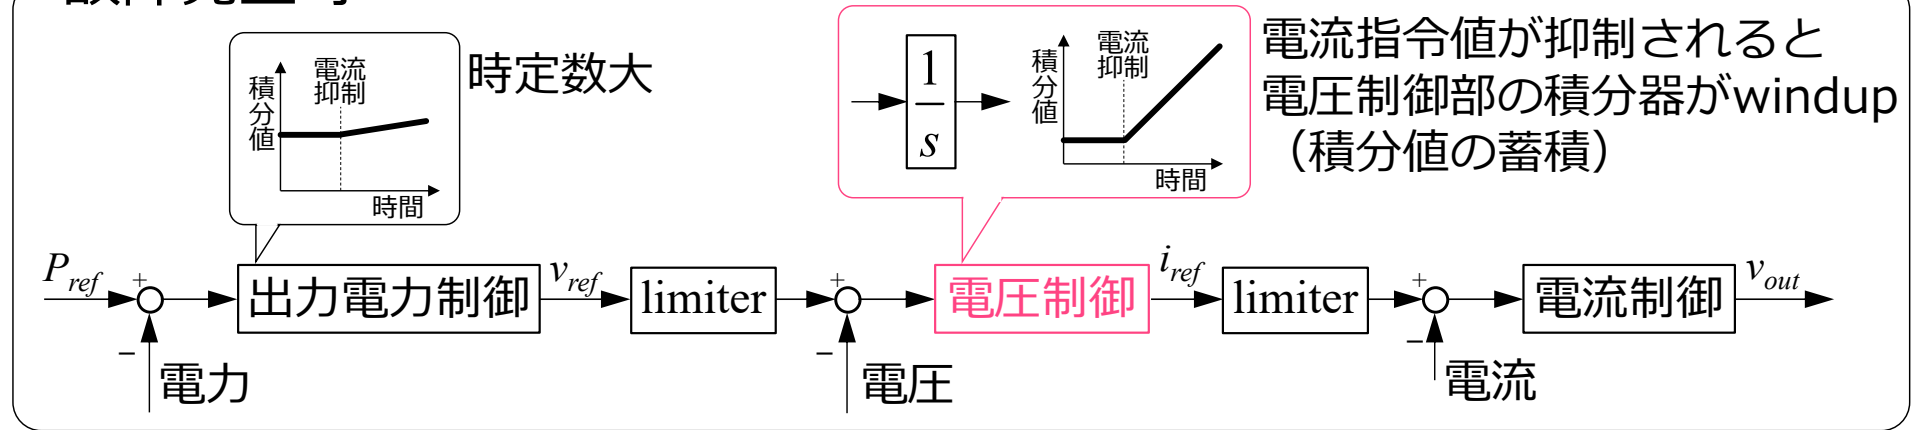 積分値
電流
抑制
時間
時定数大
1
s
積分値
電流
抑制
時間
電流指令値が抑制されると
電圧制御部の積分器がwindup
（積分値の蓄積）
P_ref
+
−
電力
出力電力制御
v_ref
limiter
+
−
電圧
電圧制御
i_ref
limiter
+
−
電流
電流制御
v_out